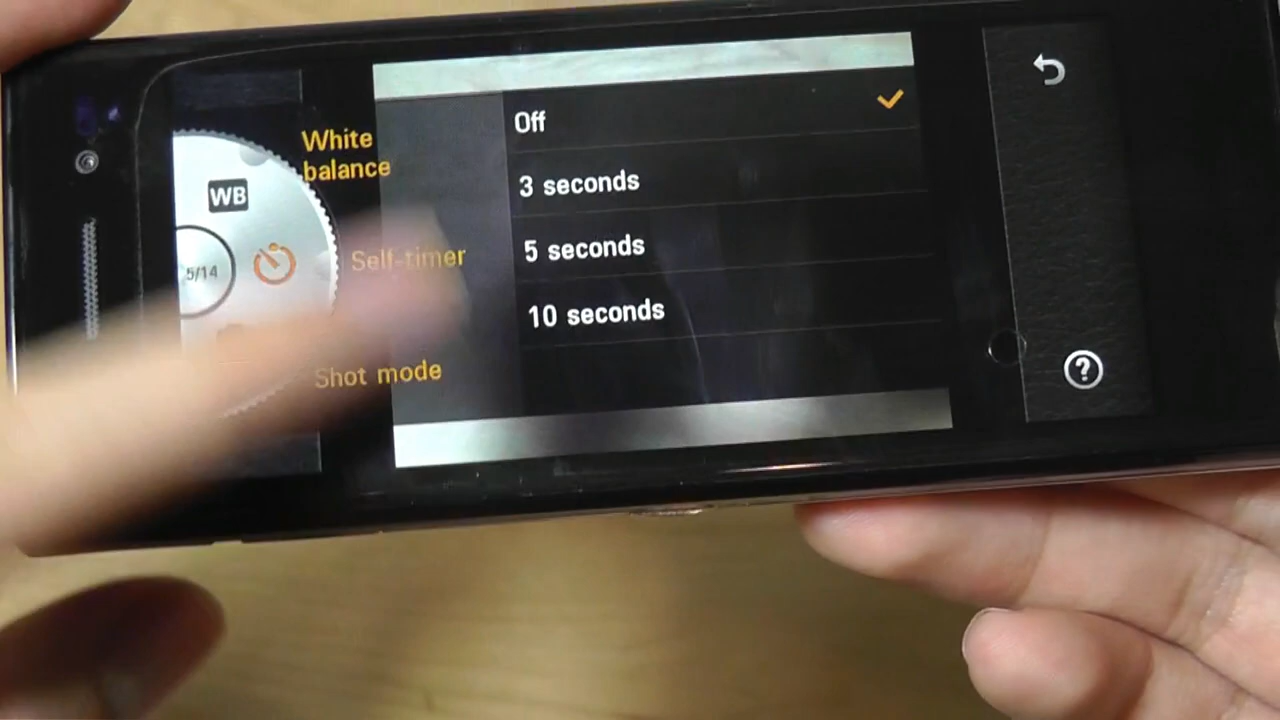 White
balance
WB
5/14
Self-timer
Shot mode
Off
3 seconds
5 seconds
10 seconds
?